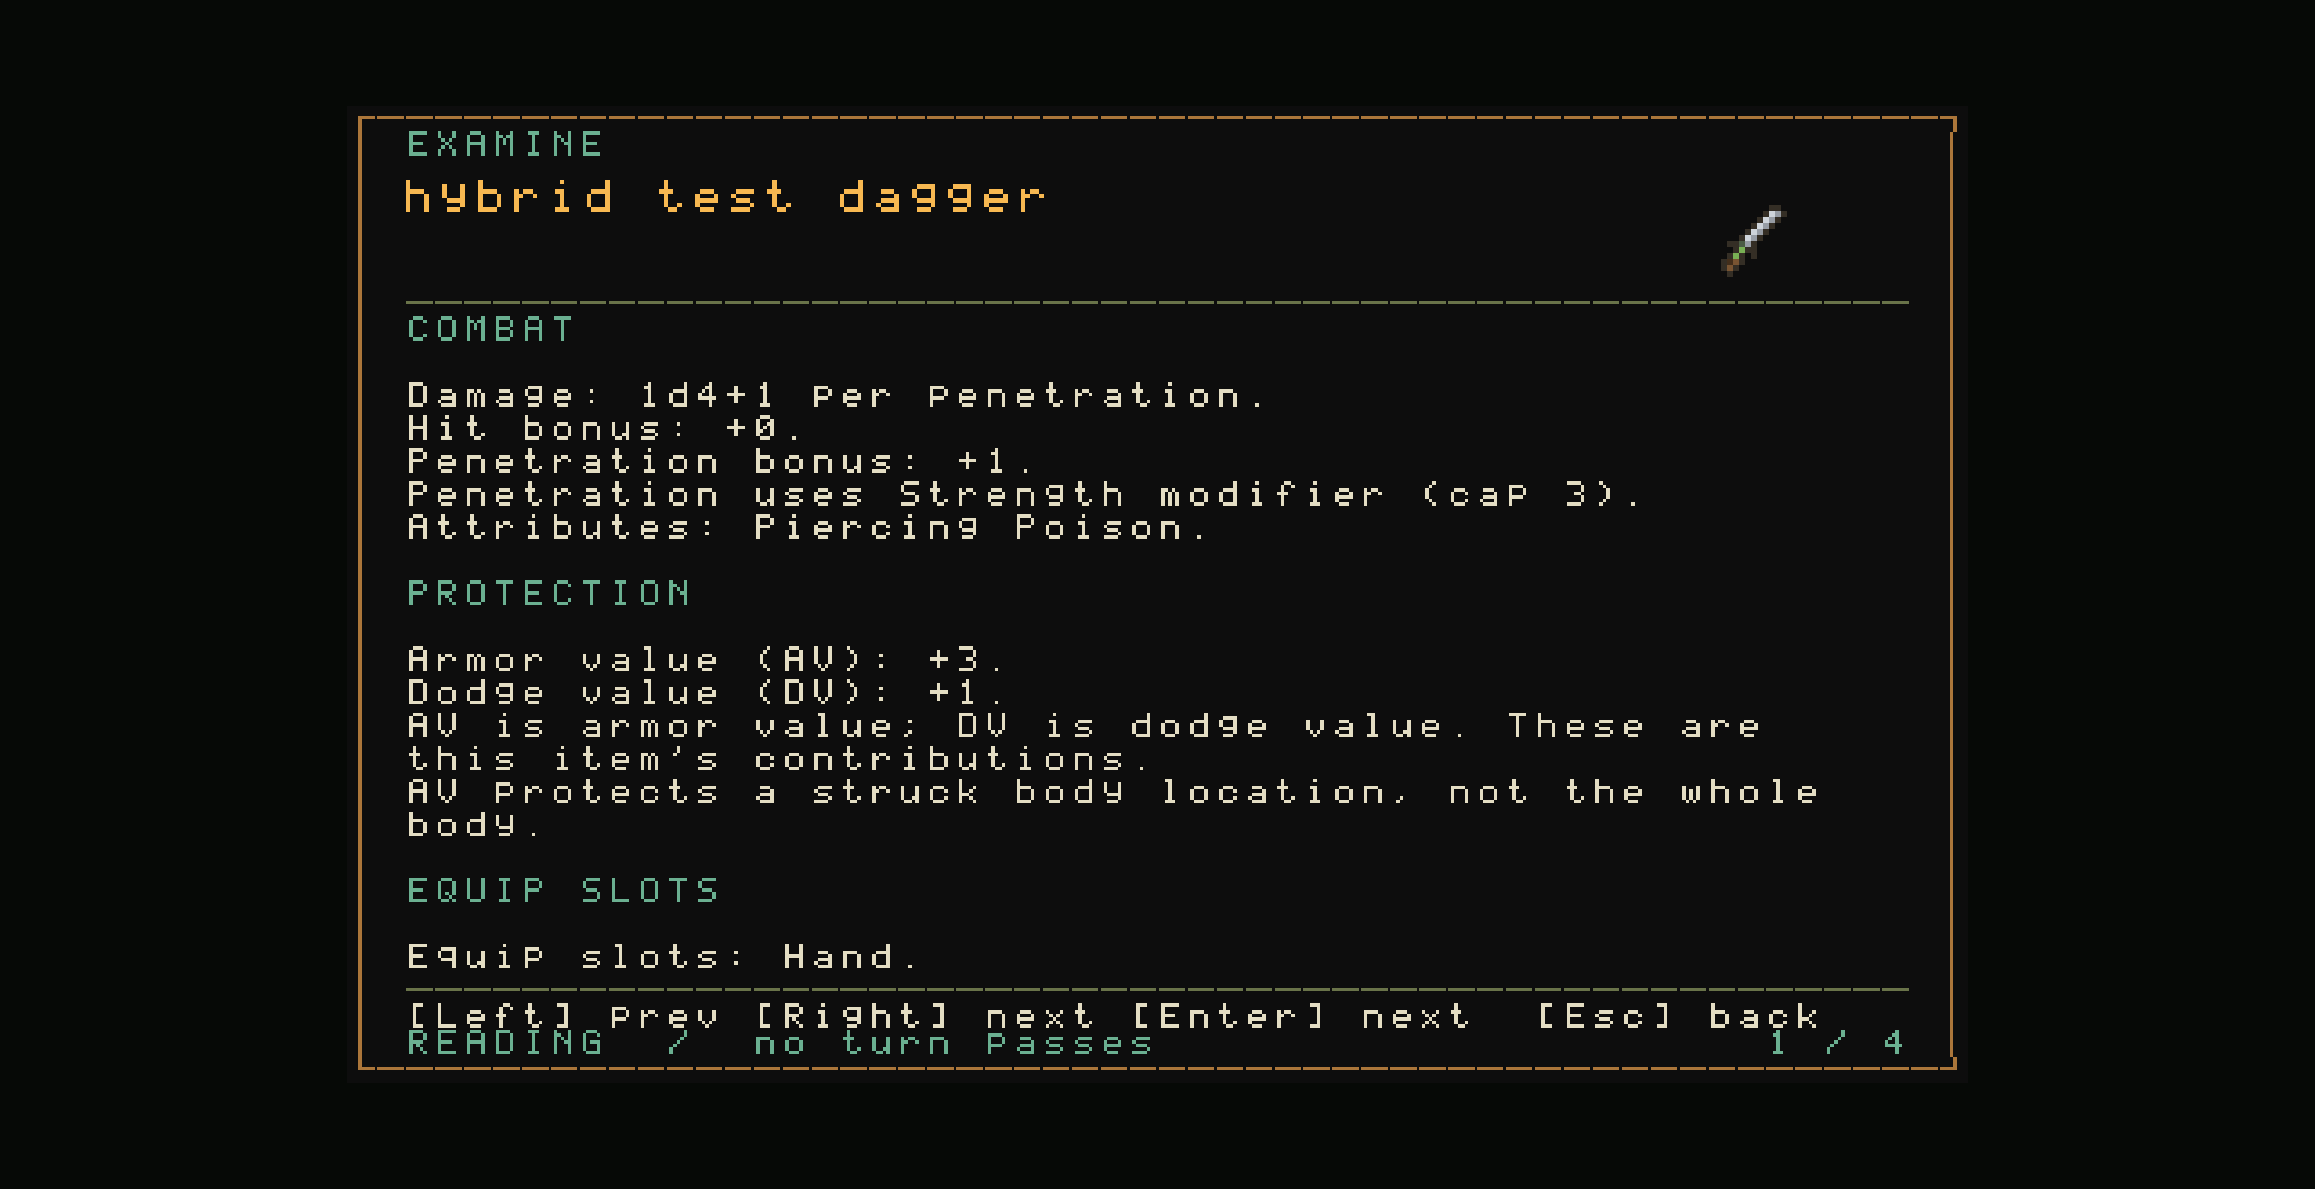 EXAMINE
hybrid test dagger
COMBAT
Damage: 1d4+1 per penetration.
Hit bonus: +0.
Penetration bonus: +1.
Penetration uses Strength modifier (cap 3).
Attributes: Piercing Poison.
PROTECTION
Armor value (AV): +3.
Dodge value (DV): +1.
AV is armor value; DV is dodge value. These are
this item's contributions.
AV protects a struck body location, not the whole
body.
EQUIP SLOTS
Equip slots: Hand.
[Left] prev [Right] next [Enter] next [Esc] back
READING / no turn passes 1 / 4